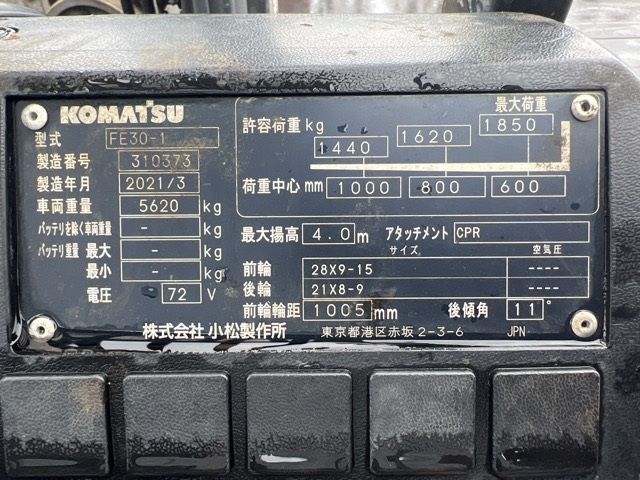 KOMATSU
型式 FE30-1
製造番号 310373
製造年月 2021/3
車両重量 5620 kg
バッテリを除く車両重量 - kg
バッテリ重量 最大 - kg
最小 - kg
電圧 72 V
最大荷重
許容荷重 kg 1440 1620 1850
荷重中心 mm 1000 800 600
最大揚高 4.0 m アタッチメント CPR
サイズ 空気圧
前輪 28X9-15 ----
後輪 21X8-9 ----
前輪輪距 1005 mm 後傾角 11°
株式会社 小松製作所 東京都港区赤坂 2-3-6 JPN